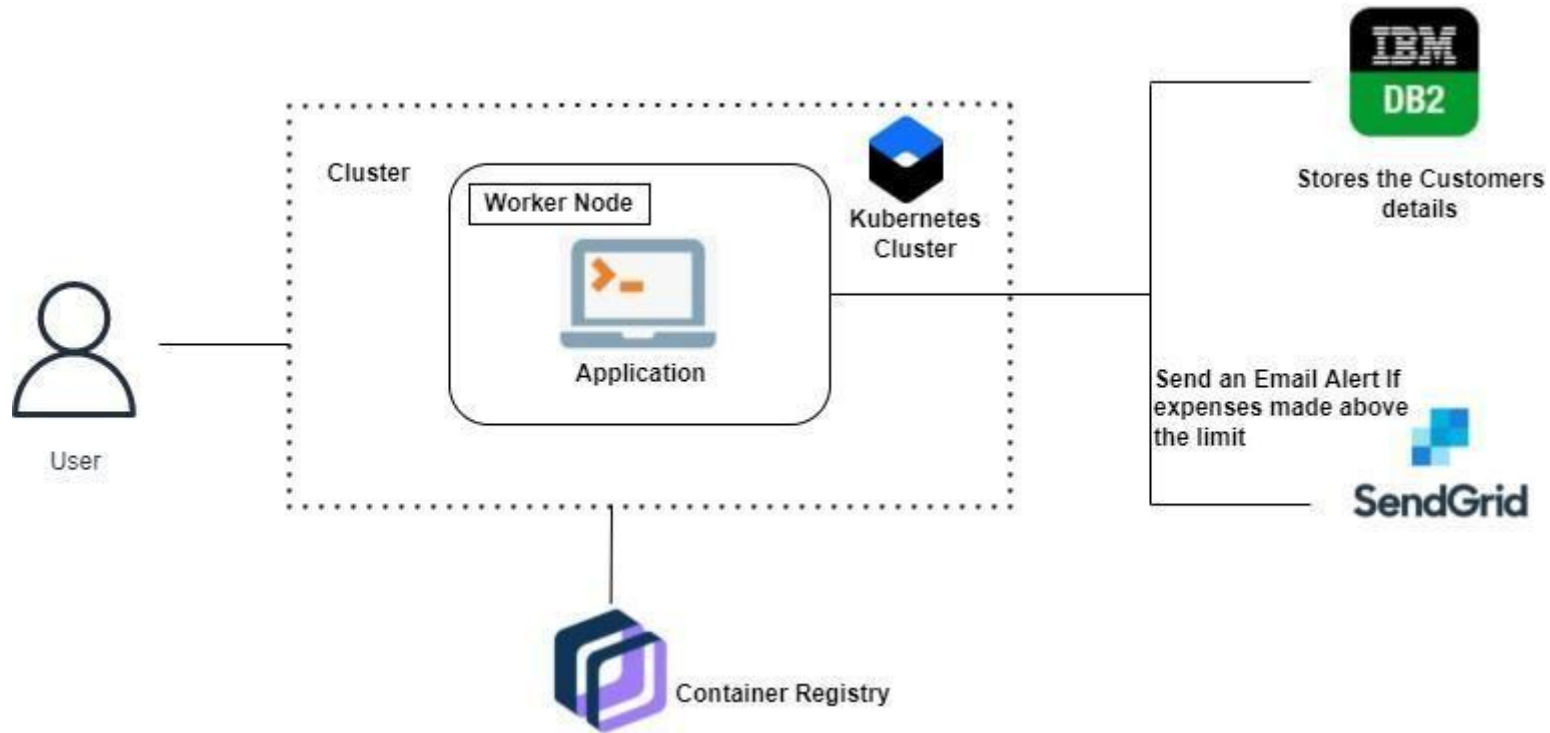 IBM
DB2
Stores the Customers
details
Cluster
Worker Node
Kubernetes
Cluster
Application
User
Send an Email Alert If
expenses made above
the limit
SendGrid
Container Registry